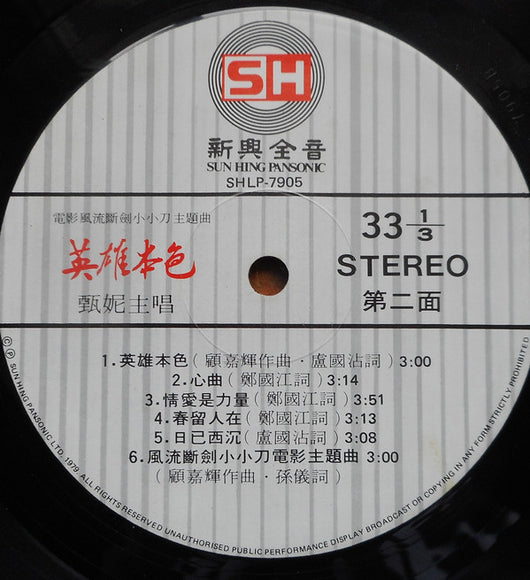 SH
新興全音
SUN HING PANSONIC
SHLP-7905
電影風流斷劍小小刀主題曲
英雄本色
甄妮主唱
33 1/3
STEREO
第二面
1.英雄本色(顧嘉輝作曲·盧國沾詞)3:00
2.心曲(鄭國江詞)3:14
3.情愛是力量(鄭國江詞)3:51
4.春留人在(鄭國江詞)3:13
5.日已西沉(盧國沾詞)3:08
6.風流斷劍小小刀電影主題曲 3:00
(顧嘉輝作曲·孫儀詞)
©℗ SUN HING PANSONIC LTD. 1979 ALL RIGHTS RESERVED UNAUTHORISED PUBLIC PERFORMANCE DISPLAY BROADCAST OR COPYING IN ANY FORM STRICTLY PROHIBITED